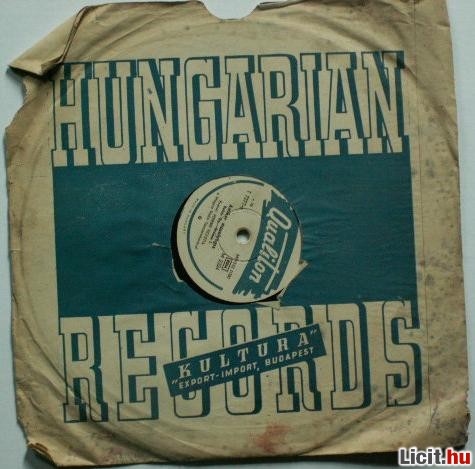 HUNGARIAN
Qualiton
RECORDS
"KULTURA"
EXPORT-IMPORT, BUDAPEST
Licit.hu